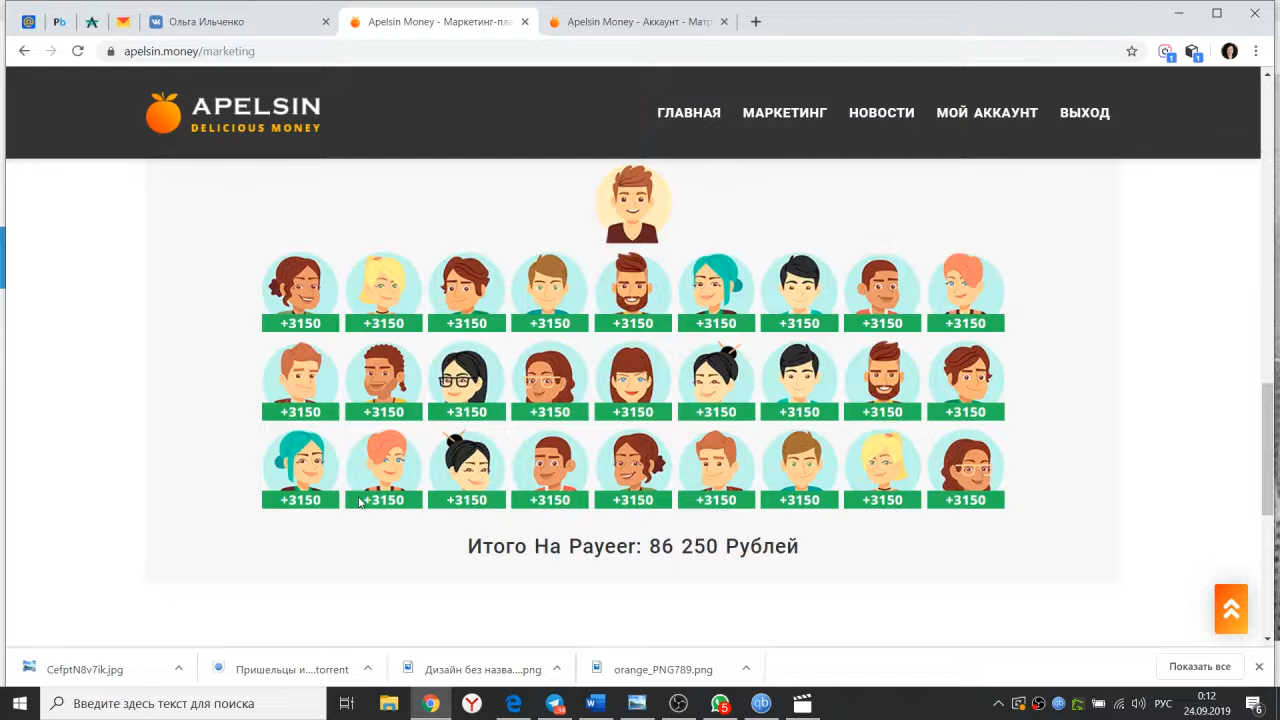 Ольга Ильченко
Apelsin Money - Маркетинг-пла
Apelsin Money - Аккаунт - Матр
apelsin.money/marketing
APELSIN
DELICIOUS MONEY
ГЛАВНАЯ МАРКЕТИНГ НОВОСТИ МОЙ АККАУНТ ВЫХОД
+3150 +3150 +3150 +3150 +3150 +3150 +3150 +3150 +3150
+3150 +3150 +3150 +3150 +3150 +3150 +3150 +3150 +3150
+3150 +3150 +3150 +3150 +3150 +3150 +3150 +3150 +3150
Итого На Payeer: 86 250 Рублей
CefptN8v7ik.jpg Пришельцы и....torrent Дизайн без назва....png orange_PNG789.png Показать все
Введите здесь текст для поиска
РУС
0:12
24.09.2019